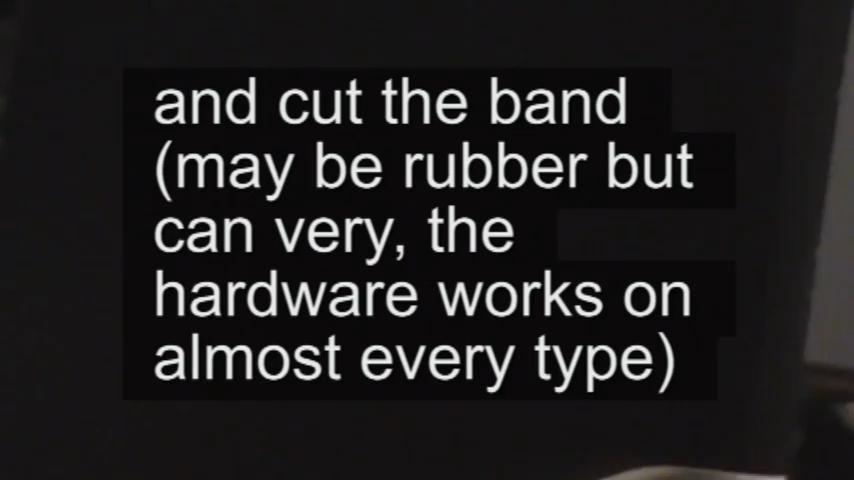 and cut the band
(may be rubber but
can very, the
hardware works on
almost every type)